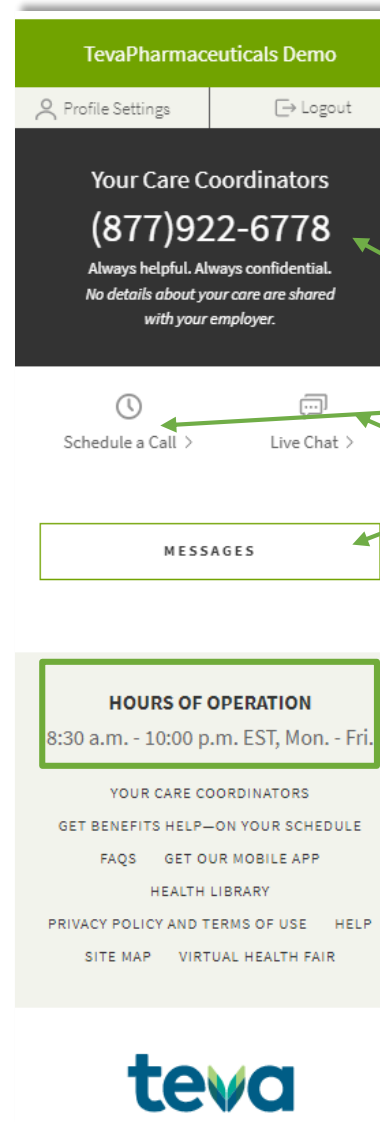 TevaPharmaceuticals Demo
Profile Settings Logout
Your Care Coordinators
(877)922-6778
Always helpful. Always confidential.
No details about your care are shared
with your employer.
Schedule a Call > Live Chat >
MESSAGES
HOURS OF OPERATION
8:30 a.m. - 10:00 p.m. EST, Mon. - Fri.
YOUR CARE COORDINATORS
GET BENEFITS HELP—ON YOUR SCHEDULE
FAQS GET OUR MOBILE APP
HEALTH LIBRARY
PRIVACY POLICY AND TERMS OF USE HELP
SITE MAP VIRTUAL HEALTH FAIR
teva